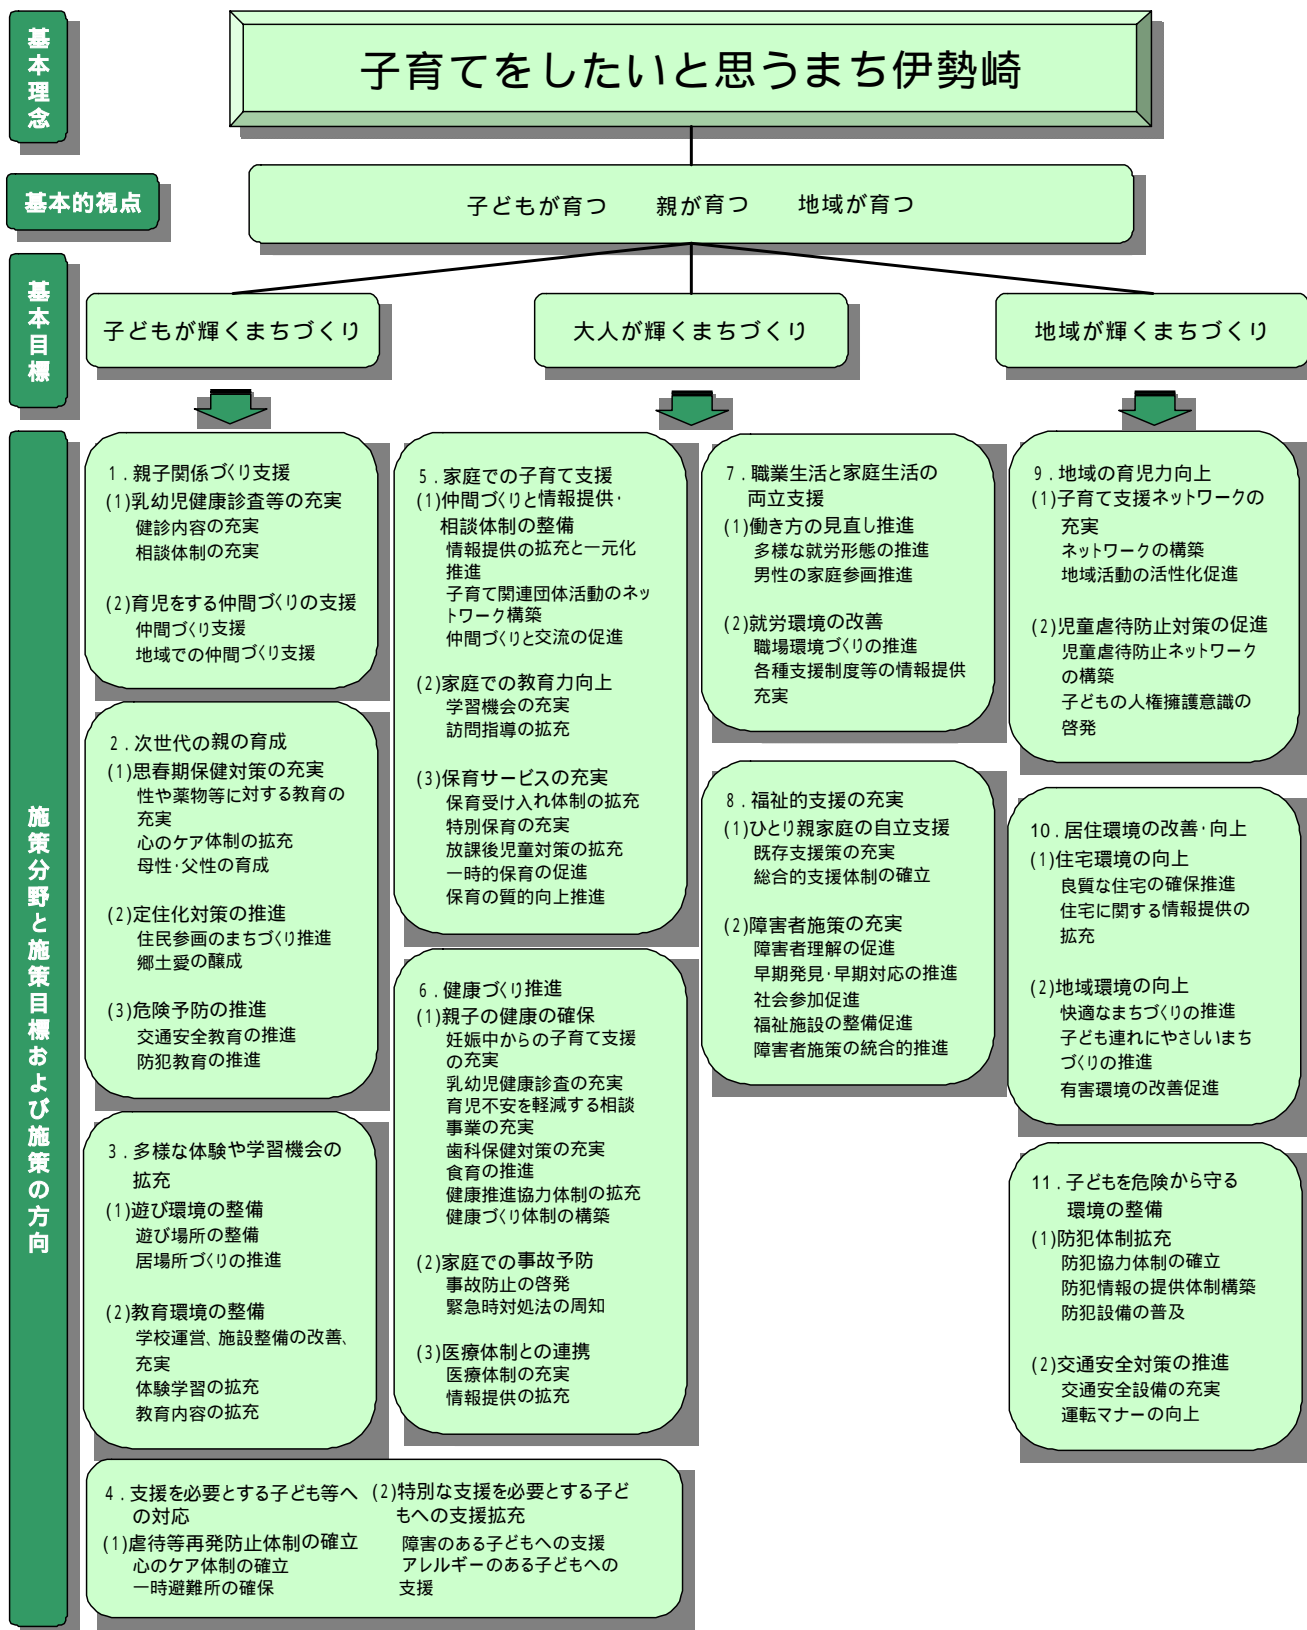 基本理念
子育てをしたいと思うまち伊勢崎
基本的視点
子どもが育つ　親が育つ　地域が育つ
基本目標
子どもが輝くまちづくり
大人が輝くまちづくり
地域が輝くまちづくり
施策分野と施策目標および施策の方向
1．親子関係づくり支援
(1)乳幼児健康診査等の充実
健診内容の充実
相談体制の充実
(2)育児をする仲間づくりの支援
仲間づくり支援
地域での仲間づくり支援
2．次世代の親の育成
(1)思春期保健対策の充実
性や薬物等に対する教育の
充実
心のケア体制の拡充
母性・父性の育成
(2)定住化対策の推進
住民参画のまちづくり推進
郷土愛の醸成
(3)危険予防の推進
交通安全教育の推進
防犯教育の推進
3．多様な体験や学習機会の
拡充
(1)遊び環境の整備
遊び場所の整備
居場所づくりの推進
(2)教育環境の整備
学校運営、施設整備の改善、
充実
体験学習の拡充
教育内容の拡充
4．支援を必要とする子ども等へ
の対応
(1)虐待等再発防止体制の確立
心のケア体制の確立
一時避難所の確保
(2)特別な支援を必要とする子ど
もへの支援拡充
障害のある子どもへの支援
アレルギーのある子どもへの
支援
5．家庭での子育て支援
(1)仲間づくりと情報提供・
相談体制の整備
情報提供の拡充と一元化
推進
子育て関連団体活動のネッ
トワーク構築
仲間づくりと交流の促進
(2)家庭での教育力向上
学習機会の充実
訪問指導の拡充
(3)保育サービスの充実
保育受け入れ体制の拡充
特別保育の充実
放課後児童対策の拡充
一時的保育の促進
保育の質的向上推進
6．健康づくり推進
(1)親子の健康の確保
妊娠中からの子育て支援
の充実
乳幼児健康診査の充実
育児不安を軽減する相談
事業の充実
歯科保健対策の充実
食育の推進
健康推進協力体制の拡充
健康づくり体制の構築
(2)家庭での事故予防
事故防止の啓発
緊急時対処法の周知
(3)医療体制との連携
医療体制の充実
情報提供の拡充
7．職業生活と家庭生活の
両立支援
(1)働き方の見直し推進
多様な就労形態の推進
男性の家庭参画推進
(2)就労環境の改善
職場環境づくりの推進
各種支援制度等の情報提供
充実
8．福祉的支援の充実
(1)ひとり親家庭の自立支援
既存支援策の充実
総合的支援体制の確立
(2)障害者施策の充実
障害者理解の促進
早期発見・早期対応の推進
社会参加促進
福祉施設の整備促進
障害者施策の統合的推進
9．地域の育児力向上
(1)子育て支援ネットワークの
充実
ネットワークの構築
地域活動の活性化促進
(2)児童虐待防止対策の促進
児童虐待防止ネットワーク
の構築
子どもの人権擁護意識の
啓発
10．居住環境の改善・向上
(1)住宅環境の向上
良質な住宅の確保推進
住宅に関する情報提供の
拡充
(2)地域環境の向上
快適なまちづくりの推進
子ども連れにやさしいまち
づくりの推進
有害環境の改善促進
11．子どもを危険から守る
環境の整備
(1)防犯体制拡充
防犯協力体制の確立
防犯情報の提供体制構築
防犯設備の普及
(2)交通安全対策の推進
交通安全設備の充実
運転マナーの向上